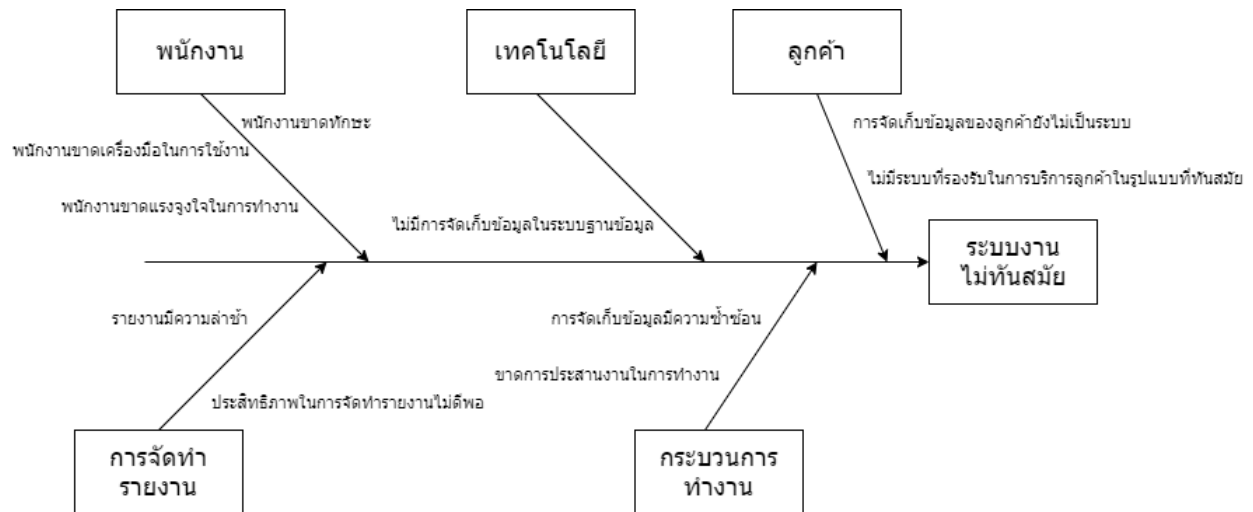 พนักงาน
เทคโนโลยี
ลูกค้า
พนักงานขาดทักษะ
การจัดเก็บข้อมูลของลูกค้ายังไม่เป็นระบบ
พนักงานขาดเครื่องมือในการใช้งาน
ไม่มีระบบที่รองรับในการบริการลูกค้าในรูปแบบที่ทันสมัย
พนักงานขาดแรงจูงใจในการทำงาน
ไม่มีการจัดเก็บข้อมูลในระบบฐานข้อมูล
ระบบงาน
ไม่ทันสมัย
รายงานมีความล่าช้า
การจัดเก็บข้อมูลมีความซ้ำซ้อน
ขาดการประสานงานในการทำงาน
ประสิทธิภาพในการจัดทำรายงานไม่ดีพอ
การจัดทำ
รายงาน
กระบวนการ
ทำงาน